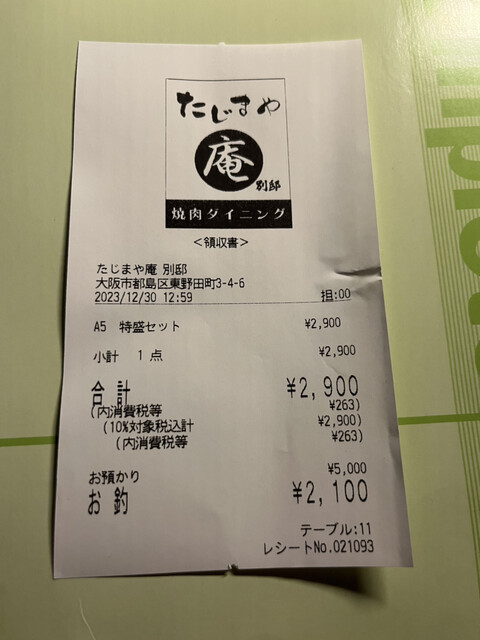 たじまや
庵
別邸
焼肉ダイニング
＜領収書＞
たじまや庵 別邸
大阪市都島区東野田町3-4-6
2023/12/30 12:59 担:00
A5 特盛セット ¥2,900
小計 1 点 ¥2,900
合計 ¥2,900
(内消費税等 ¥263)
(10%対象税込計 ¥2,900)
(内消費税等 ¥263)
お預かり ¥5,000
お釣 ¥2,100
テーブル:11
レシートNo.021093